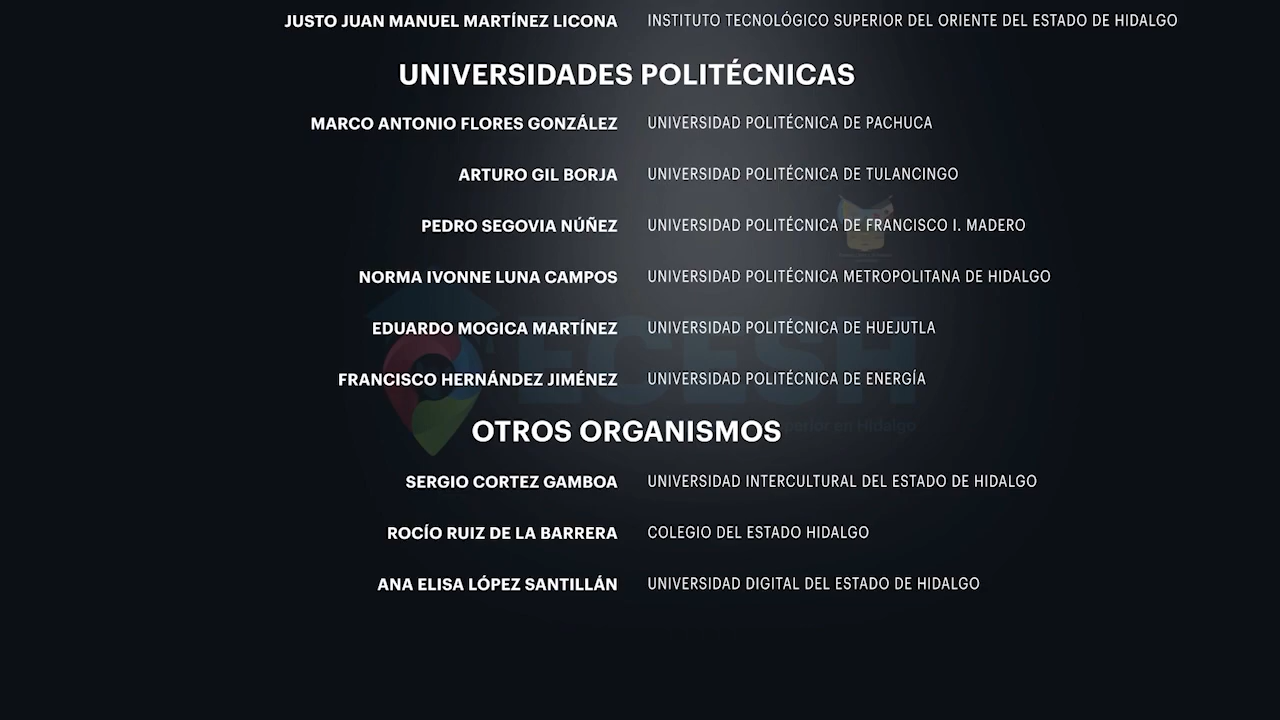 JUSTO JUAN MANUEL MARTÍNEZ LICONA INSTITUTO TECNOLÓGICO SUPERIOR DEL ORIENTE DEL ESTADO DE HIDALGO
UNIVERSIDADES POLITÉCNICAS
MARCO ANTONIO FLORES GONZÁLEZ UNIVERSIDAD POLITÉCNICA DE PACHUCA
ARTURO GIL BORJA UNIVERSIDAD POLITÉCNICA DE TULANCINGO
PEDRO SEGOVIA NÚÑEZ UNIVERSIDAD POLITÉCNICA DE FRANCISCO I. MADERO
NORMA IVONNE LUNA CAMPOS UNIVERSIDAD POLITÉCNICA METROPOLITANA DE HIDALGO
EDUARDO MOGICA MARTÍNEZ UNIVERSIDAD POLITÉCNICA DE HUEJUTLA
ECESH
FRANCISCO HERNÁNDEZ JIMÉNEZ UNIVERSIDAD POLITÉCNICA DE ENERGÍA
en Hidalgo
OTROS ORGANISMOS
SERGIO CORTEZ GAMBOA UNIVERSIDAD INTERCULTURAL DEL ESTADO DE HIDALGO
ROCÍO RUIZ DE LA BARRERA COLEGIO DEL ESTADO HIDALGO
ANA ELISA LÓPEZ SANTILLÁN UNIVERSIDAD DIGITAL DEL ESTADO DE HIDALGO